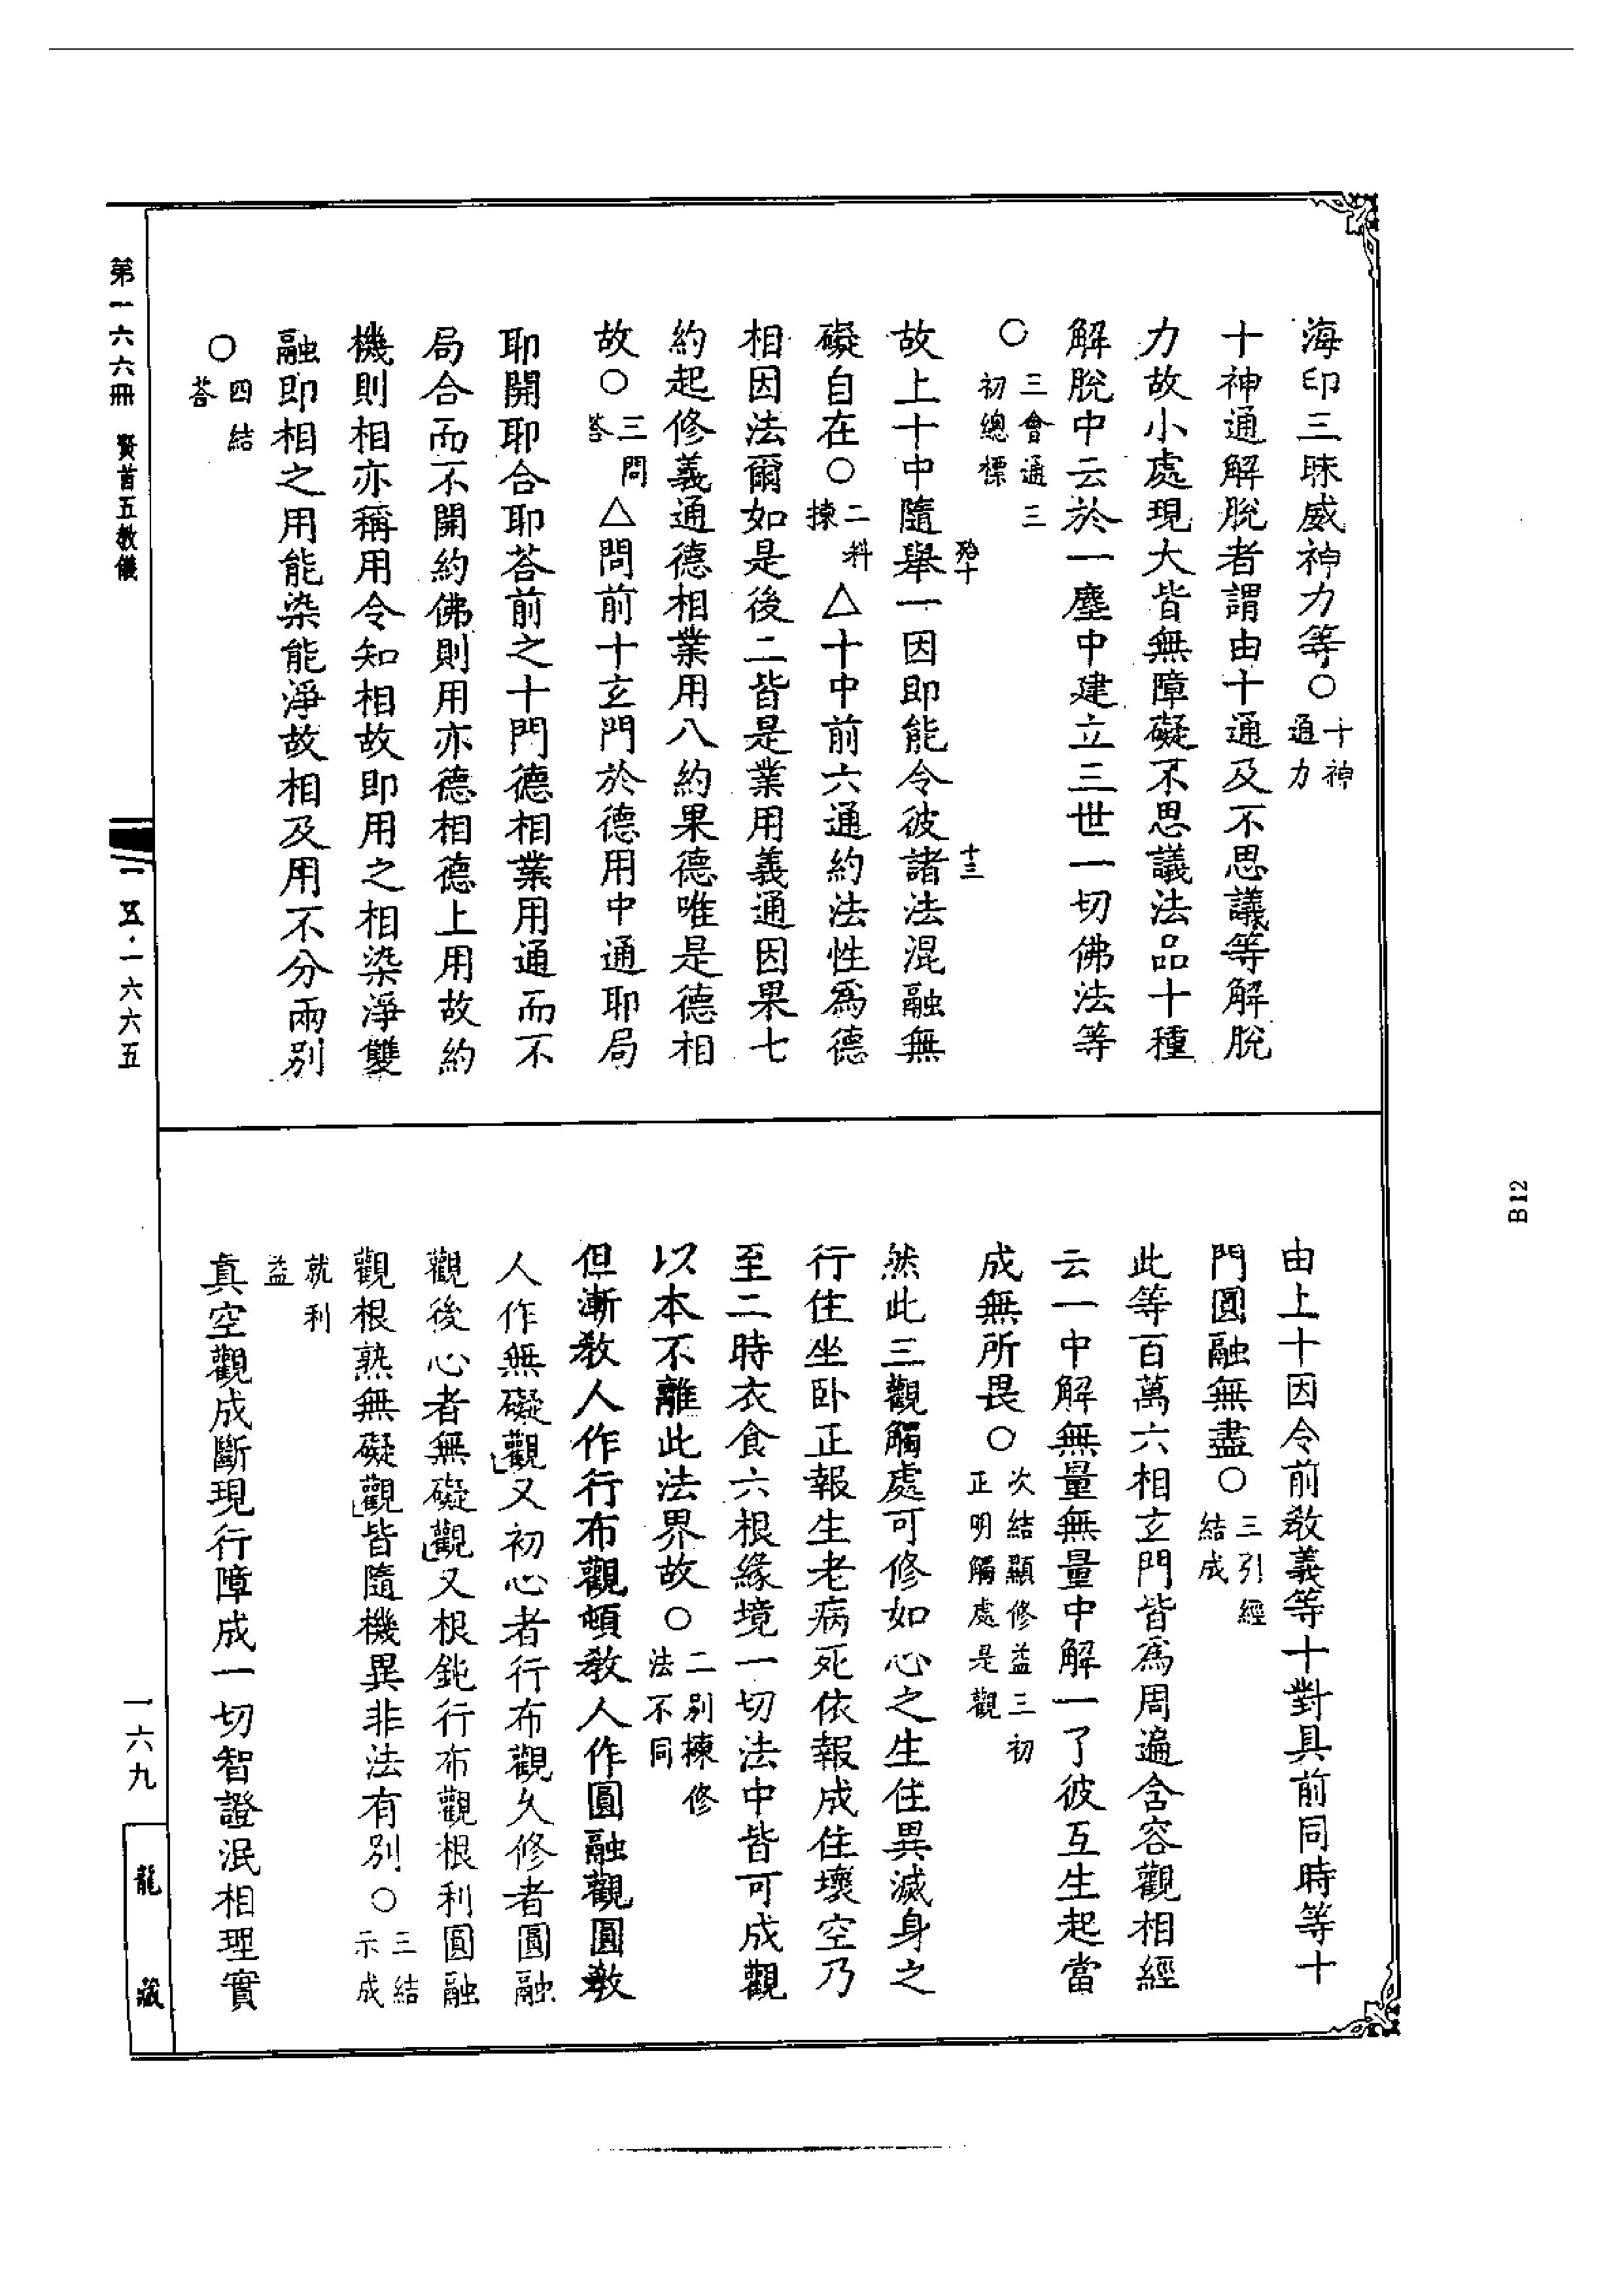 海印三昧威神力等○十神通力
十神通解脫者謂由十通及不思議等解脫
力故小處現大皆無障礙不思議法品十種
解脫中云於一塵中建立三世一切佛法等
○三會通三初總標
故上十中隨舉一因即能令彼諸法混融無
十三
礙自在○二料揀△十中前六通約法性爲德
相因法爾如是後二皆是業用義通因果七
約起修義通德相業用八約果德唯是德相
故○三問答△問前十玄門於德用中通耶局
耶開耶合耶荅前之十門德相業用通而不
局合而不開約佛則用亦德相德上用故約
機則相亦稱用令知相故即用之相染淨雙
融即相之用能染能淨故相及用不分兩別
○四結荅
由上十因令前教義等十對具前同時等十
門圓融無盡○三引經結成
此等百萬六相玄門皆爲周遍含容觀相經
云一中解無量無量中解一了彼互生起當
成無所畏○次結顯修益三初正明觸處是觀
然此三觀觸處可修如心之生住異滅身之
行住坐卧正報生老病死依報成住壞空乃
至二時衣食六根緣境一切法中皆可成觀
以本不離此法界故○二別揀修法不同
但漸教人作行布觀頓教人作圓融觀圓教
人作無礙觀又初心者行布觀久修者圓融
觀後心者無礙觀又根鈍行布觀根利圓融
觀根熟無礙觀皆隨機異非法有別○三結示成
就利益
真空觀成斷現行障成一切智證泯相理實
第一六六冊 賢首五教儀
一五·一六六五
一六九
龍藏
B12